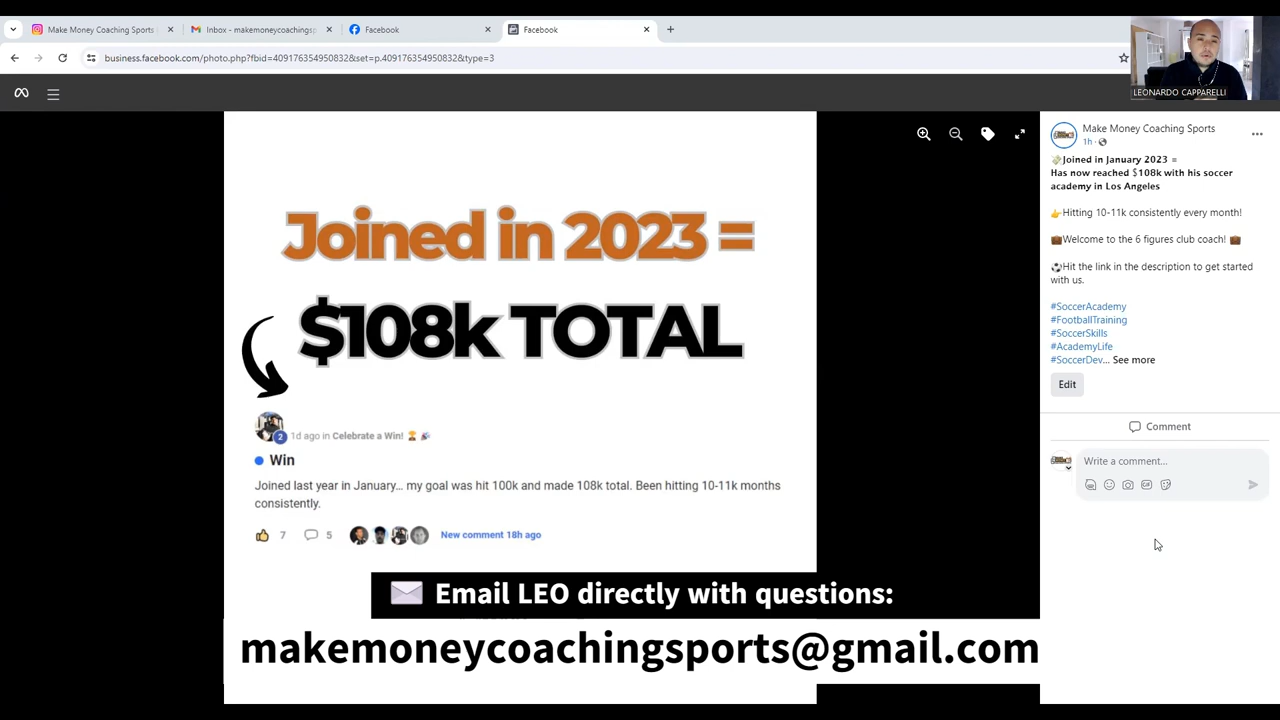 Make Money Coaching Sports
Inbox - makemoneycoachingsp
Facebook
Facebook
business.facebook.com/photo.php?fbid=409176354950832&set=p.409176354950832&type=3
LEONARDO CAPPARELLI
Joined in 2023 =
$108k TOTAL
2
1d ago in Celebrate a Win! 🏆 🎉
Win
Joined last year in January... my goal was hit 100k and made 108k total. Been hitting 10-11k months
consistently.
7
5
New comment 18h ago
✉️ Email LEO directly with questions:
makemoneycoachingsports@gmail.com
Make Money Coaching Sports
1h ·
💸Joined in January 2023 =
Has now reached $108k with his soccer
academy in Los Angeles
👉Hitting 10-11k consistently every month!
💼Welcome to the 6 figures club coach! 💼
⚽Hit the link in the description to get started
with us.
#SoccerAcademy
#FootballTraining
#SoccerSkills
#AcademyLife
#SoccerDev... See more
Edit
Comment
Write a comment...
GIF